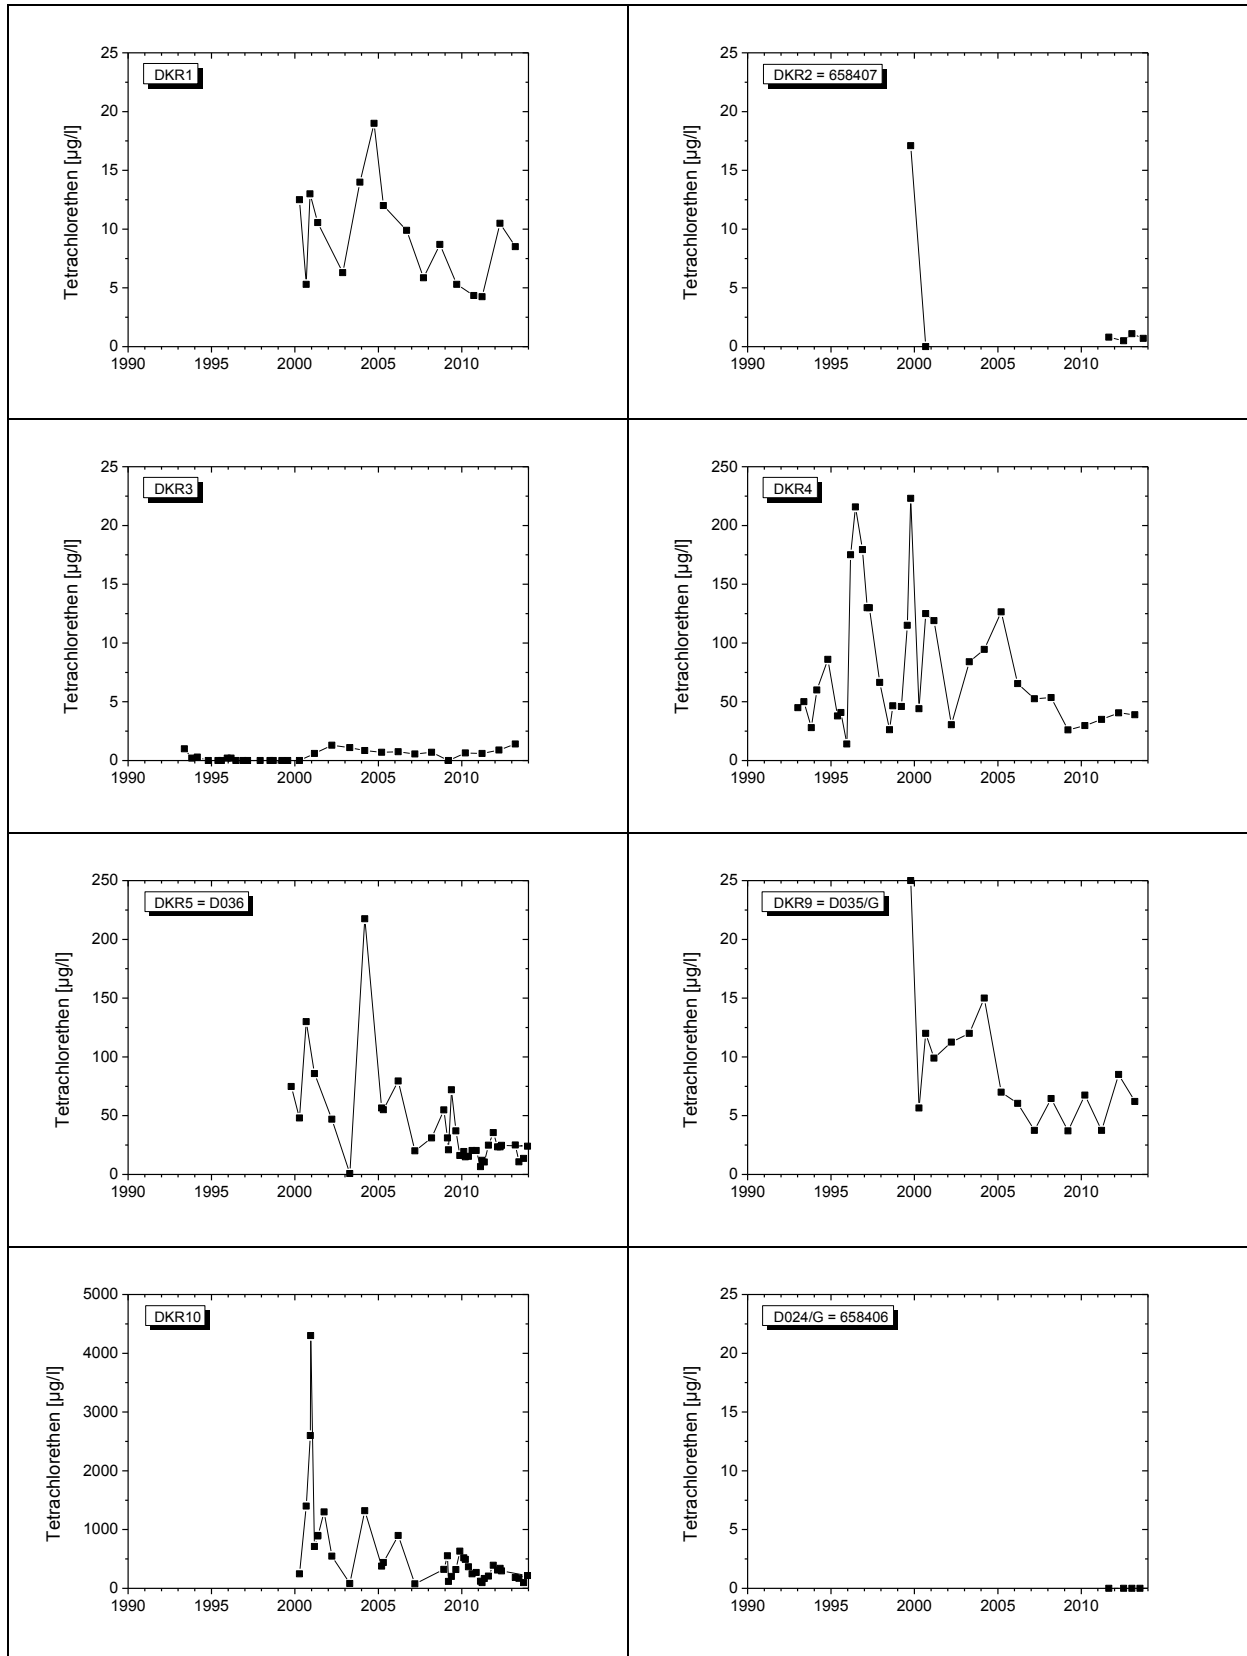 DKR1
Tetrachlorethen [µg/l]
25
20
15
10
5
0
1990 1995 2000 2005 2010
DKR2 = 658407
Tetrachlorethen [µg/l]
25
20
15
10
5
0
1990 1995 2000 2005 2010
DKR3
Tetrachlorethen [µg/l]
25
20
15
10
5
0
1990 1995 2000 2005 2010
DKR4
Tetrachlorethen [µg/l]
250
200
150
100
50
0
1990 1995 2000 2005 2010
DKR5 = D036
Tetrachlorethen [µg/l]
250
200
150
100
50
0
1990 1995 2000 2005 2010
DKR9 = D035/G
Tetrachlorethen [µg/l]
25
20
15
10
5
0
1990 1995 2000 2005 2010
DKR10
Tetrachlorethen [µg/l]
5000
4000
3000
2000
1000
0
1990 1995 2000 2005 2010
D024/G = 658406
Tetrachlorethen [µg/l]
25
20
15
10
5
0
1990 1995 2000 2005 2010